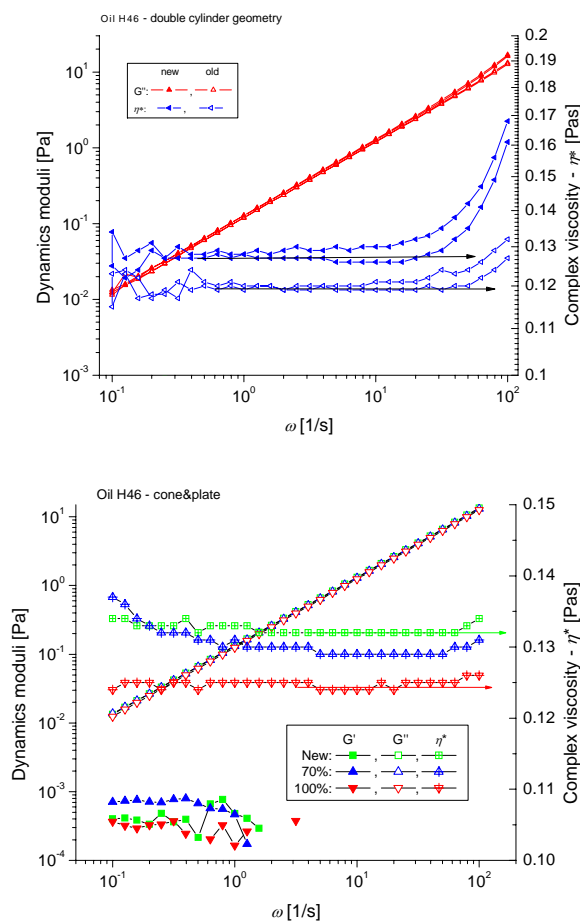 Oil H46 - double cylinder geometry
new old
G'': ,
η*: ,
Dynamics moduli [Pa]
10¹
10⁰
10⁻¹
10⁻²
10⁻³
Complex viscosity - η* [Pas]
0.2
0.19
0.18
0.17
0.16
0.15
0.14
0.13
0.12
0.11
0.1
10⁻¹ 10⁰ 10¹ 10²
ω [1/s]
Oil H46 - cone&plate
Dynamics moduli [Pa]
10¹
10⁰
10⁻¹
10⁻²
10⁻³
10⁻⁴
Complex viscosity - η* [Pas]
0.15
0.14
0.13
0.12
0.11
0.10
G' G'' η*
New: , ,
70%: , ,
100%: , ,
10⁻¹ 10⁰ 10¹ 10²
ω [1/s]